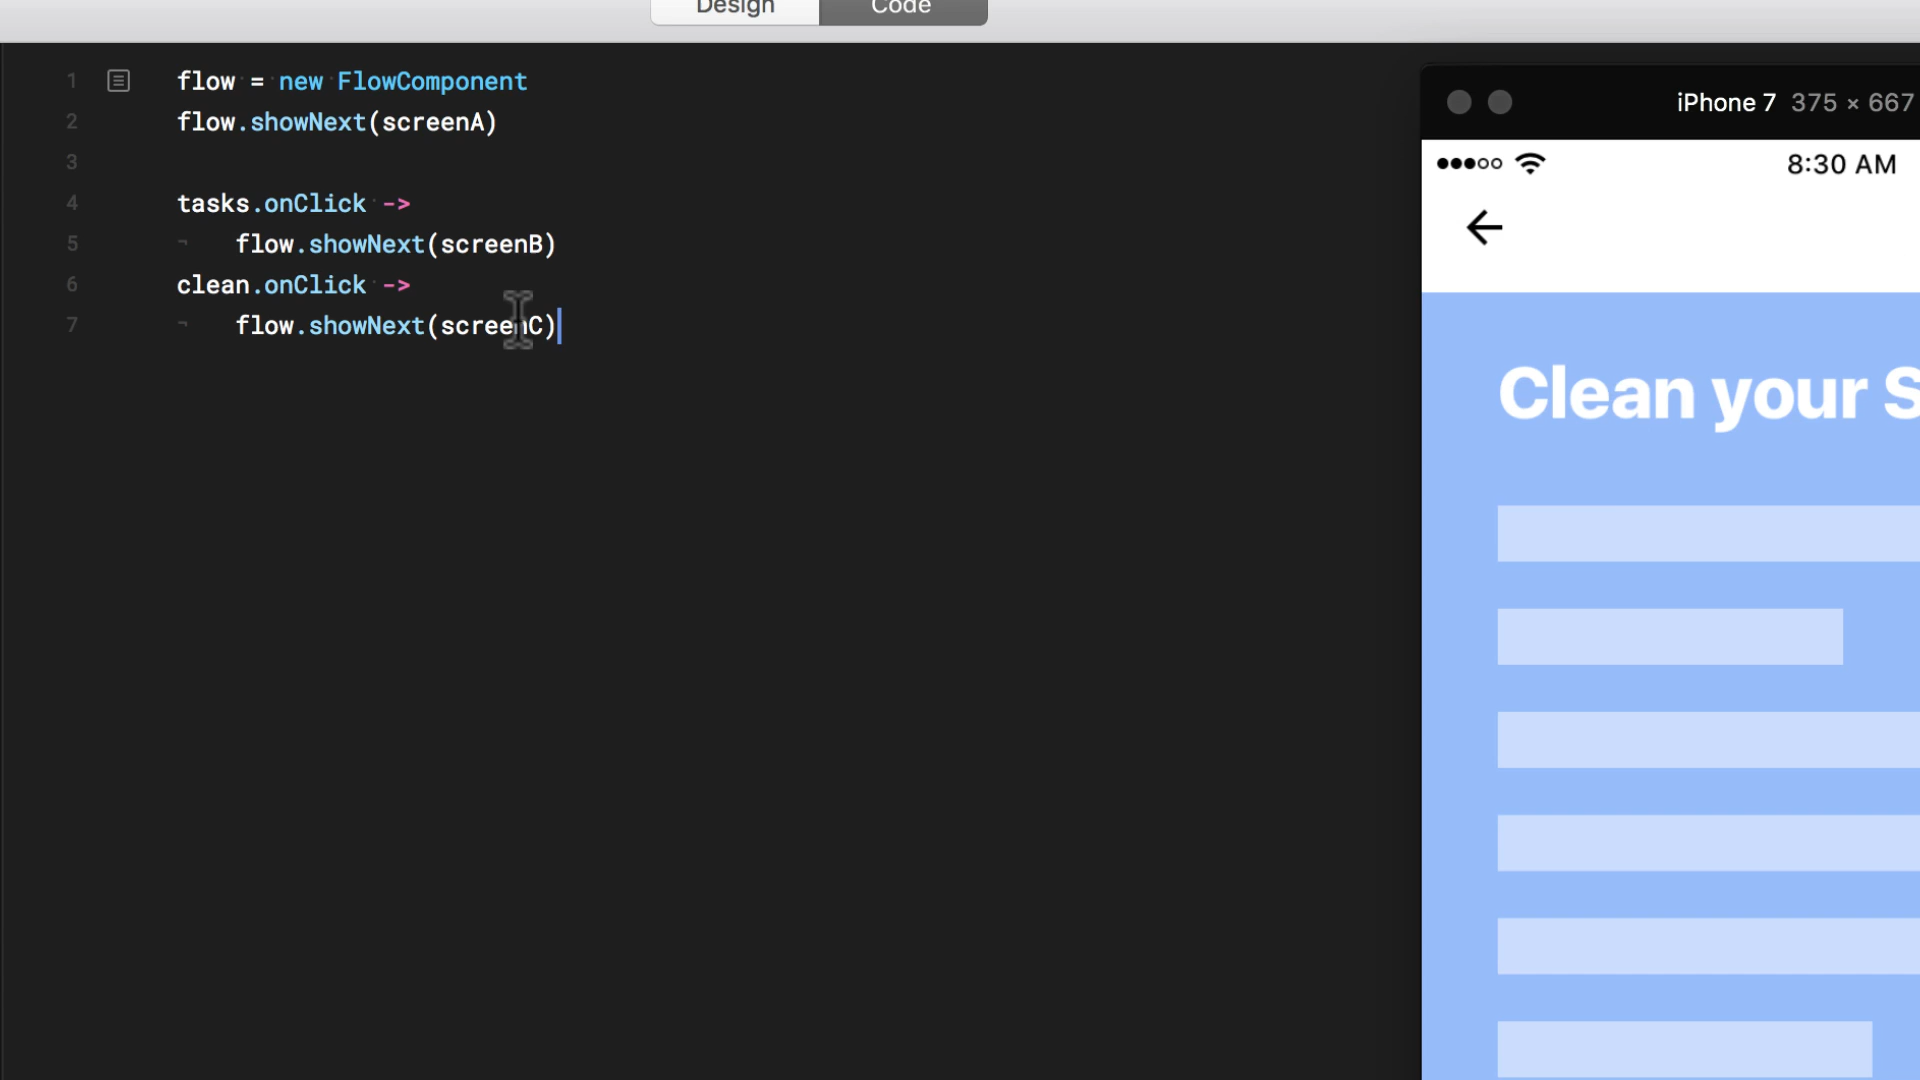 Design Code
1 flow = new FlowComponent
2 flow.showNext(screenA)
3
4 tasks.onClick ->
5 flow.showNext(screenB)
6 clean.onClick ->
7 flow.showNext(screenC)
iPhone 7 375 × 667
8:30 AM
Clean your S